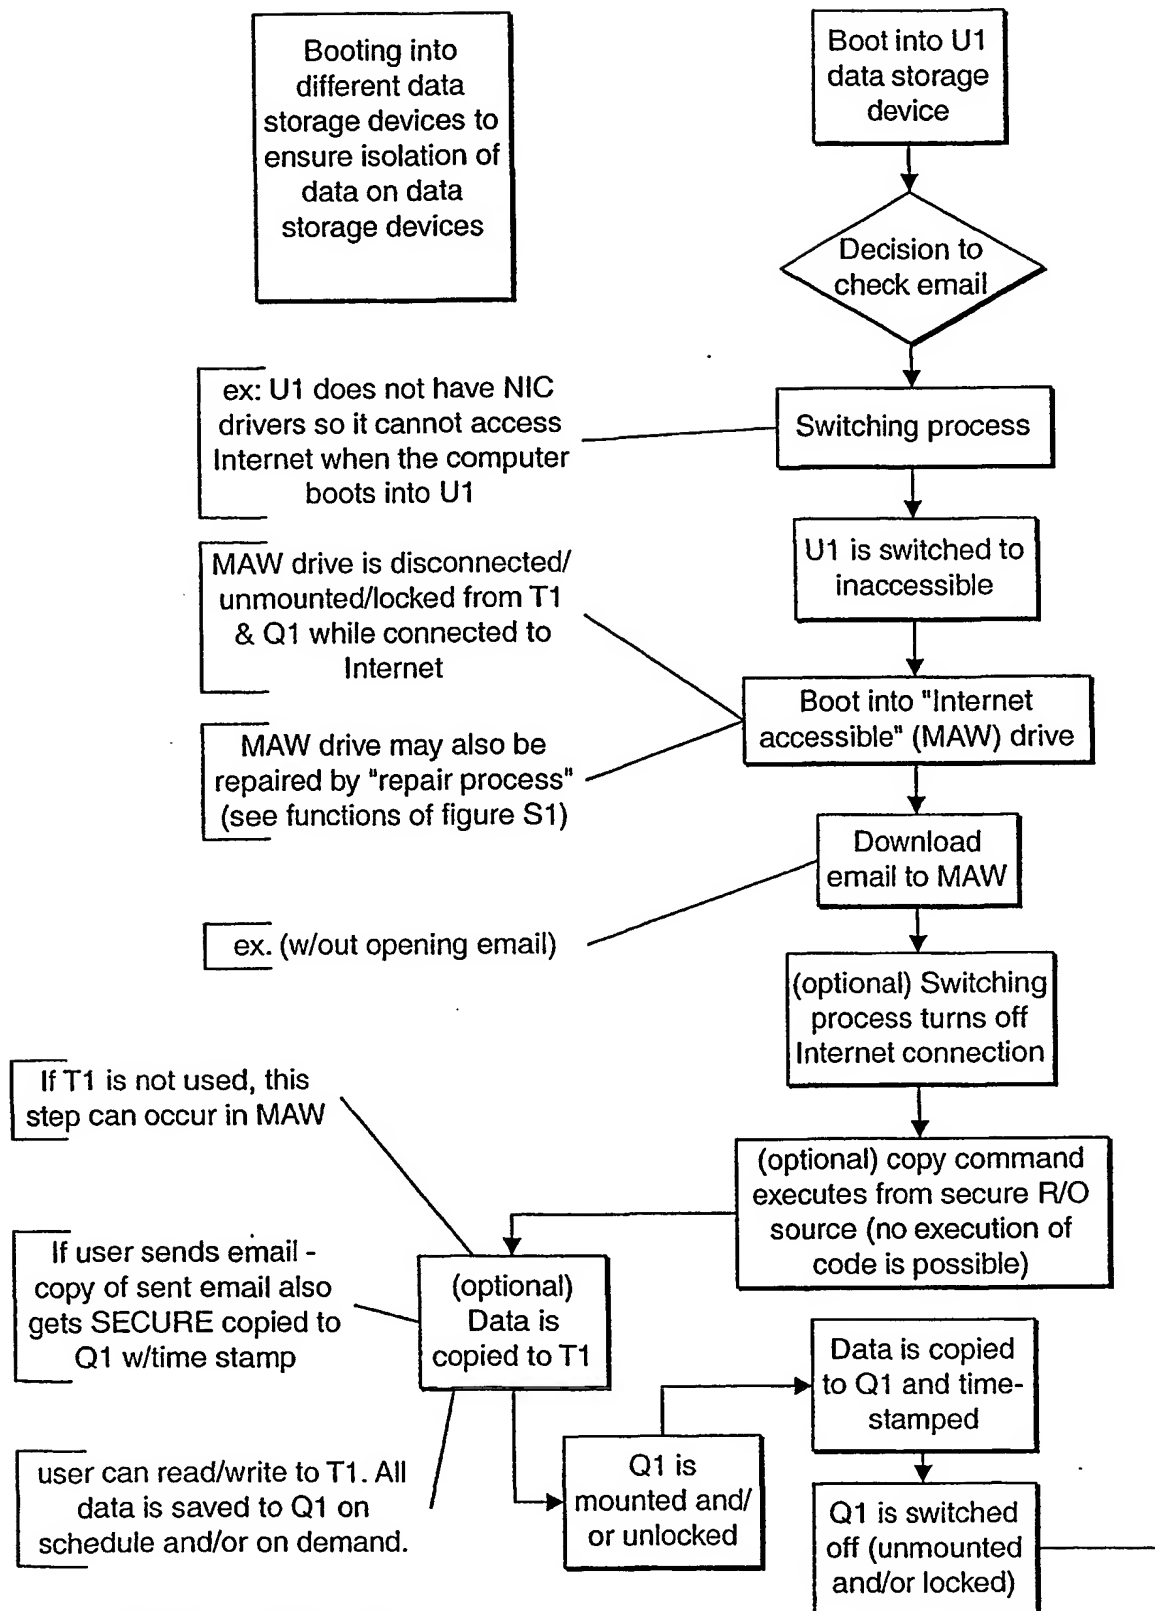 Booting into
different data
storage devices to
ensure isolation of
data on data
storage devices
Boot into U1
data storage
device
Decision to
check email
ex: U1 does not have NIC
drivers so it cannot access
Internet when the computer
boots into U1
Switching process
U1 is switched to
inaccessible
MAW drive is disconnected/
unmounted/locked from T1
& Q1 while connected to
Internet
Boot into "Internet
accessible" (MAW) drive
MAW drive may also be
repaired by "repair process"
(see functions of figure S1)
Download
email to MAW
ex. (w/out opening email)
(optional) Switching
process turns off
Internet connection
If T1 is not used, this
step can occur in MAW
(optional) copy command
executes from secure R/O
source (no execution of
code is possible)
If user sends email -
copy of sent email also
gets SECURE copied to
Q1 w/time stamp
(optional)
Data is
copied to T1
Data is copied
to Q1 and time-
stamped
user can read/write to T1. All
data is saved to Q1 on
schedule and/or on demand.
Q1 is
mounted and/
or unlocked
Q1 is switched
off (unmounted
and/or locked)